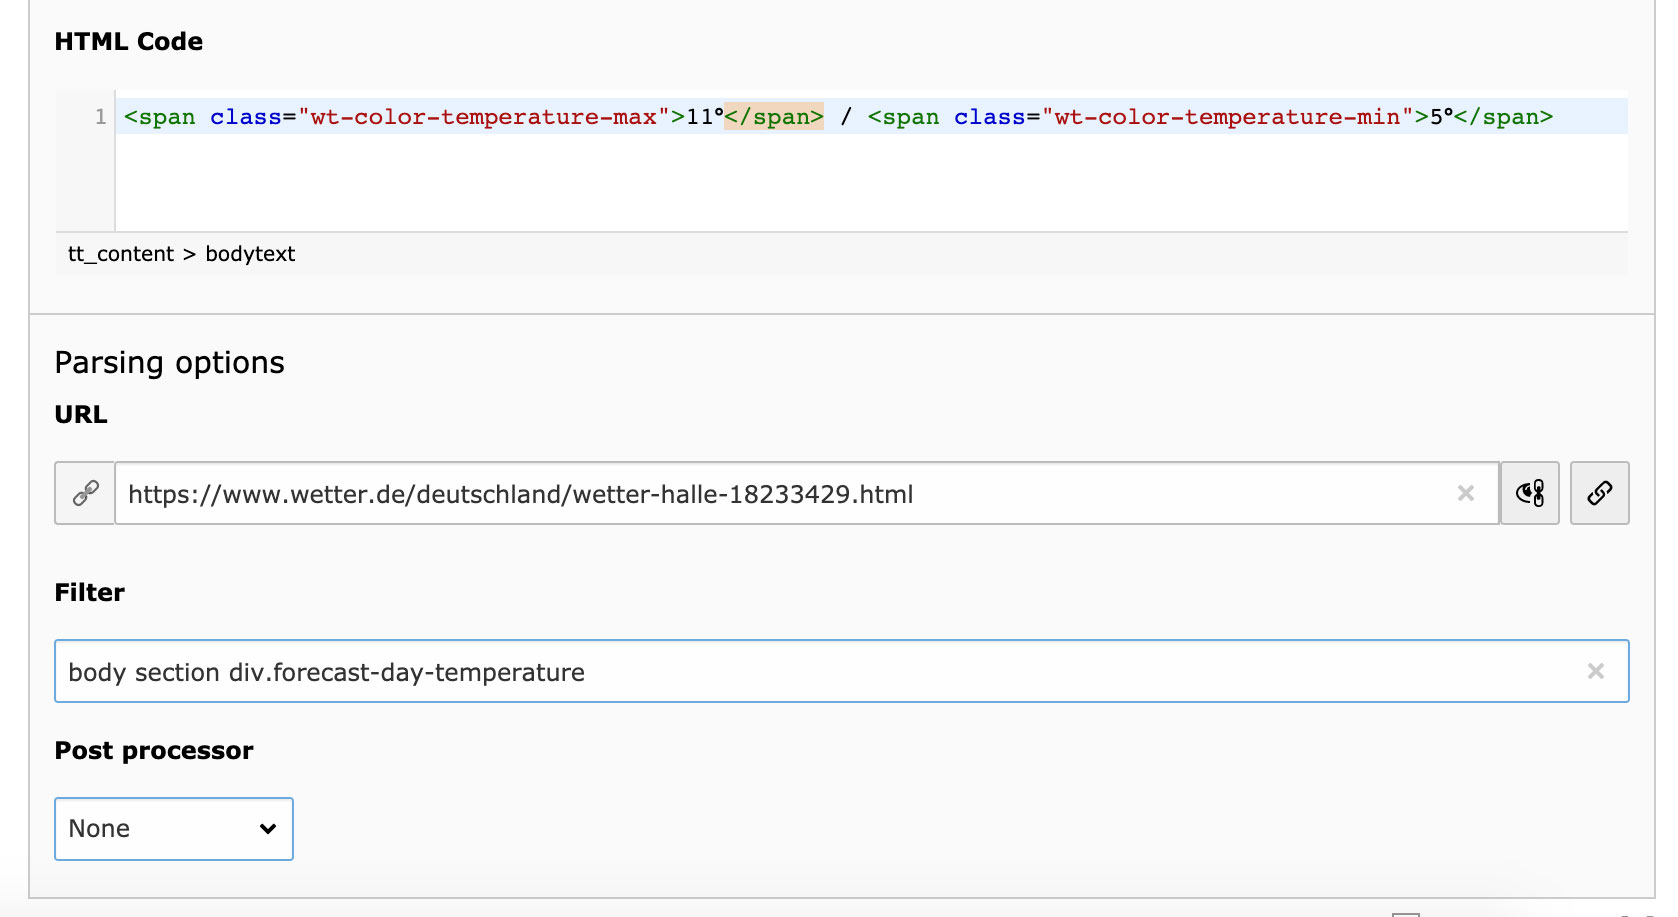 HTML Code
1 <span class="wt-color-temperature-max">11°</span> / <span class="wt-color-temperature-min">5°</span>
tt_content > bodytext
Parsing options
URL
https://www.wetter.de/deutschland/wetter-halle-18233429.html
Filter
body section div.forecast-day-temperature
Post processor
None